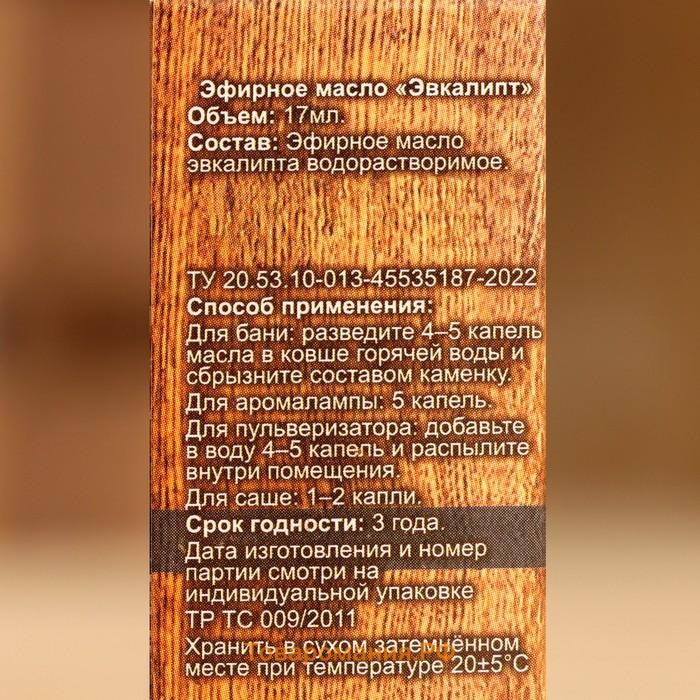 Эфирное масло «Эвкалипт»
Объем: 17мл.
Состав: Эфирное масло
эвкалипта водорастворимое.
ТУ 20.53.10-013-45535187-2022
Способ применения:
Для бани: разведите 4–5 капель
масла в ковше горячей воды и
сбрызните составом каменку.
Для аромалампы: 5 капель.
Для пульверизатора: добавьте
в воду 4–5 капель и распылите
внутри помещения.
Для саше: 1–2 капли.
Срок годности: 3 года.
Дата изготовления и номер
партии смотри на
индивидуальной упаковке
ТР ТС 009/2011
Хранить в сухом затемнённом
месте при температуре 20±5°С